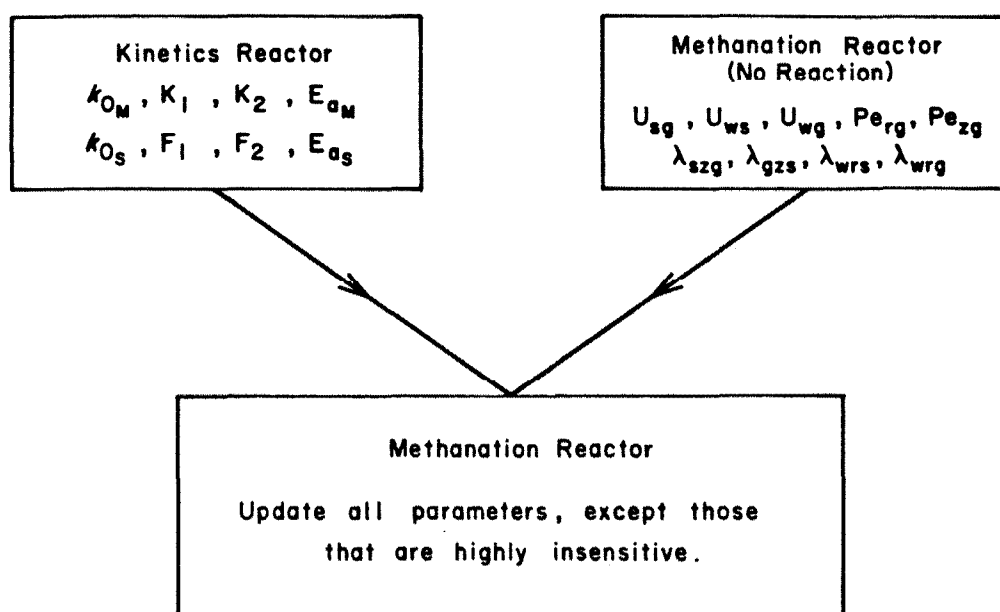 Kinetics Reactor
k₀M , K₁ , K₂ , EaM
k₀S , F₁ , F₂ , EaS
Methanation Reactor
(No Reaction)
Usg , Uws , Uwg , Perg, Pezg
λszg, λgzs, λwrs, λwrg
Methanation Reactor
Update all parameters, except those
that are highly insensitive.